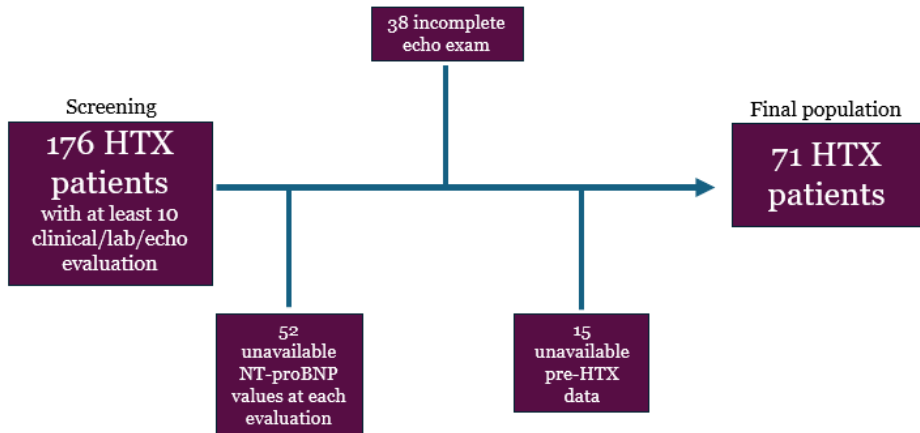 38 incomplete
echo exam
Screening
176 HTX
patients
with at least 10
clinical/lab/echo
evaluation
Final population
71 HTX
patients
52
unavailable
NT-proBNP
values at each
evaluation
15
unavailable
pre-HTX
data